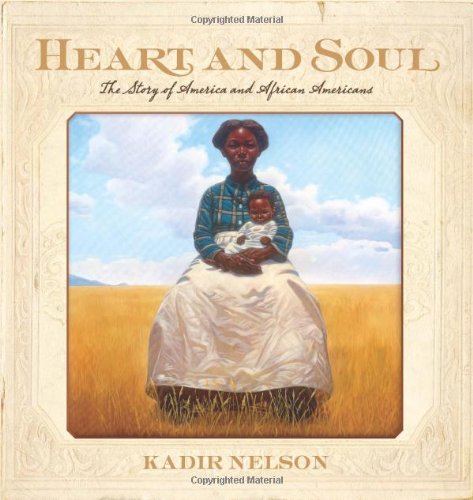 Copyrighted Material
HEART AND SOUL
The Story of America and African Americans
KADIR NELSON
Copyrighted Material